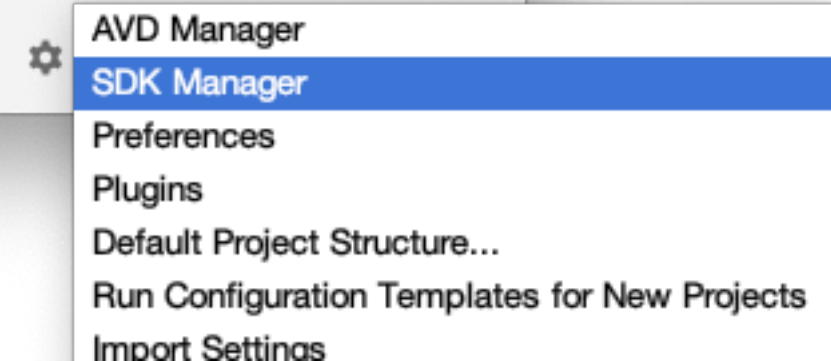 AVD Manager
SDK Manager
Preferences
Plugins
Default Project Structure...
Run Configuration Templates for New Projects
Import Settings